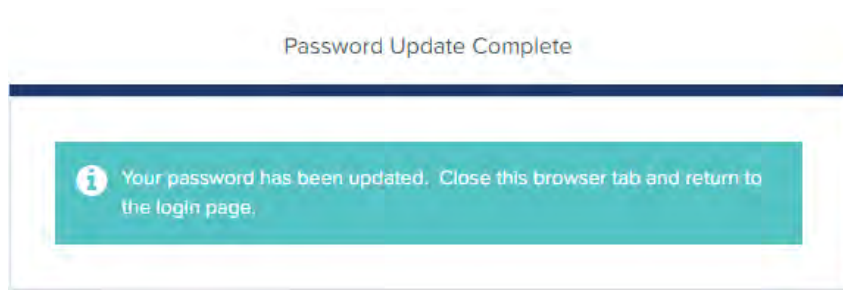 Password Update Complete
Your password has been updated. Close this browser tab and return to
the login page.